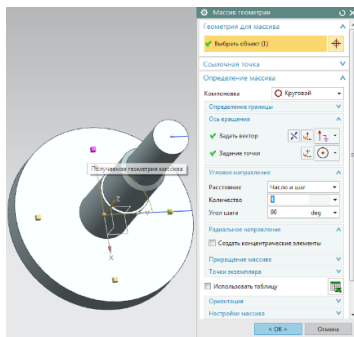 Массив геометрии
Геометрия для массива
Выбрать объект (1)
Ссылочная точка
Определение массива
Компоновка
Круговой
Определение границы
Ось вращения
Задать вектор
Задание точки
Угловое направление
Расстояние
Число и шаг
Количество
Угол шага
90
deg
Радиальное направление
Создать концентрические элементы
Приращение массива
Точки экземпляра
Использовать таблицу
Ориентация
Настройки массива
< OK >
Отмена
Получаемая геометрия массива
X